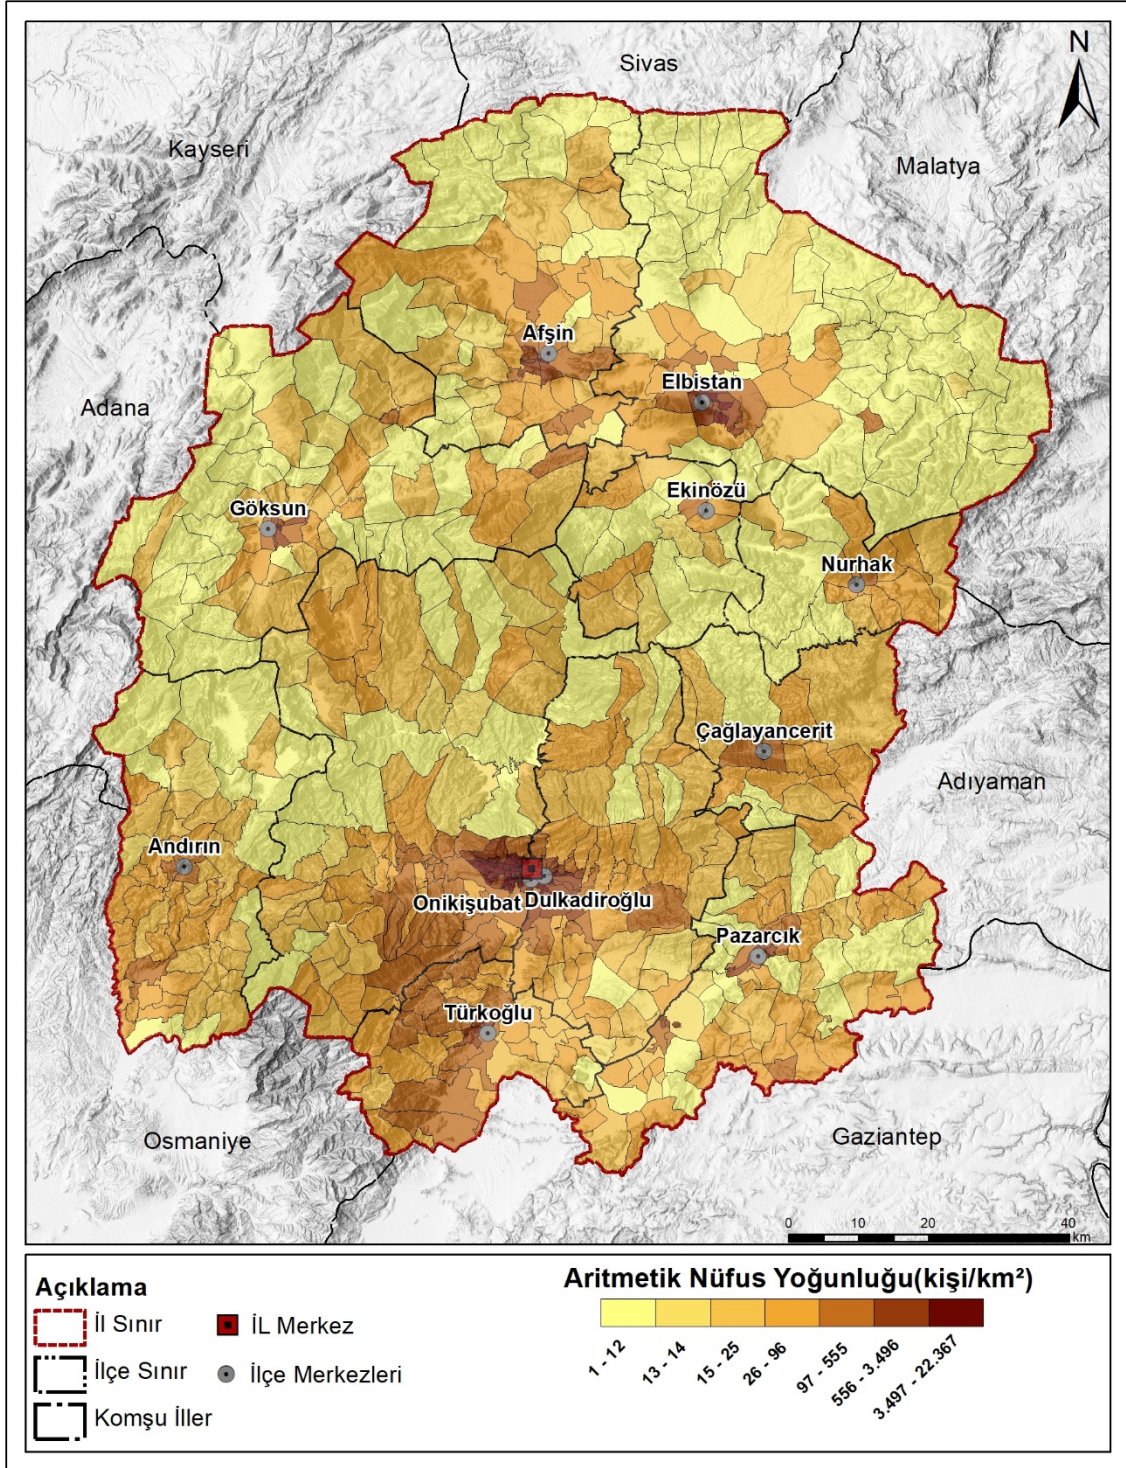 N
Sivas
Kayseri
Malatya
Afşin
Elbistan
Adana
Ekinözü
Göksun
Nurhak
Çağlayancerit
Adıyaman
Andırın
Onikişubat
Dulkadiroğlu
Pazarcık
Türkoğlu
Osmaniye
Gaziantep
0 10 20 40
km
Açıklama
İl Sınır
İL Merkez
İlçe Sınır
İlçe Merkezleri
Komşu İller
Aritmetik Nüfus Yoğunluğu(kişi/km²)
1 - 12
13 - 14
15 - 25
26 - 96
97 - 555
556 - 3.496
3.497 - 22.367